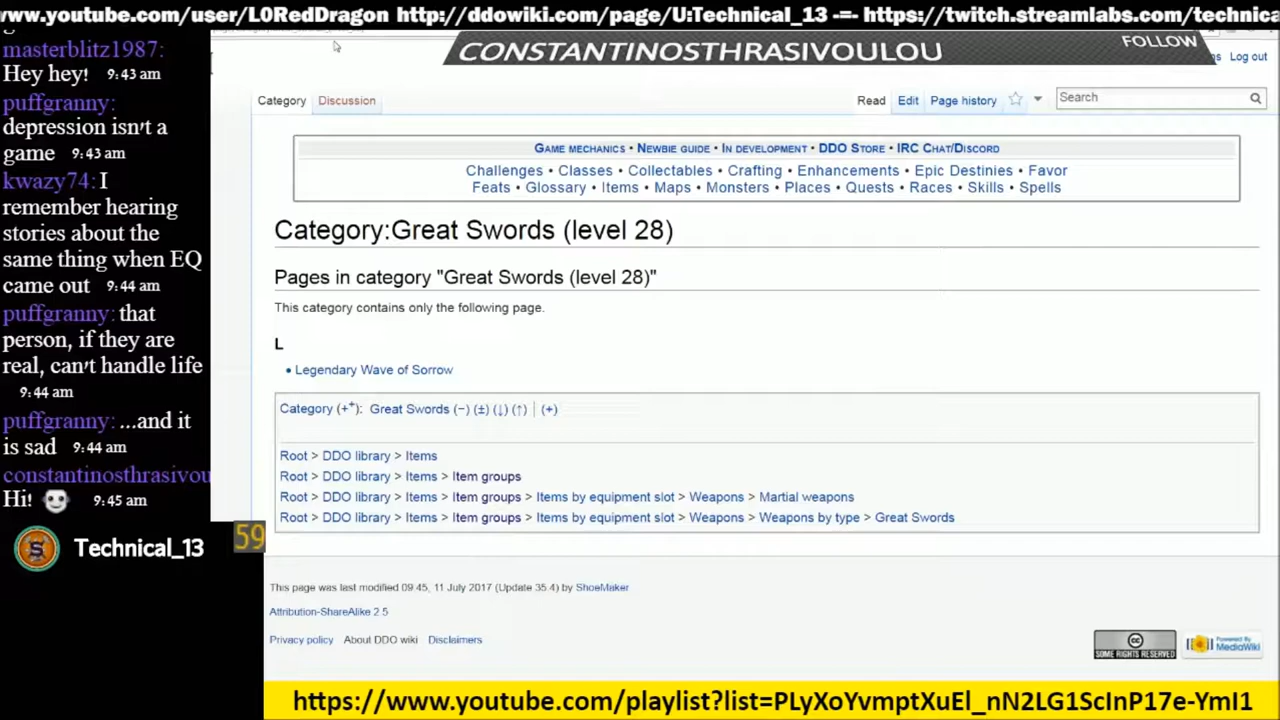 www.youtube.com/user/L0RedDragon http://ddowiki.com/page/U:Technical_13 -=- https://twitch.streamlabs.com/technica
masterblitz1987:
Hey hey! 9:43 am
puffgranny:
depression isn't a
game 9:43 am
kwazy74: I
remember hearing
stories about the
same thing when EQ
came out 9:44 am
puffgranny: that
person, if they are
real, can't handle life
9:44 am
puffgranny: ...and it
is sad 9:44 am
constantinosthrasivou
Hi! 9:45 am
Technical_13
59
CONSTANTINOSTHRASIVOULOU
FOLLOW
Log out
Category Discussion
Read Edit Page history
Search
Game mechanics • Newbie guide • In development • DDO Store • IRC Chat/Discord
Challenges • Classes • Collectables • Crafting • Enhancements • Epic Destinies • Favor
Feats • Glossary • Items • Maps • Monsters • Places • Quests • Races • Skills • Spells
Category:Great Swords (level 28)
Pages in category "Great Swords (level 28)"
This category contains only the following page.
L
• Legendary Wave of Sorrow
Category (++): Great Swords (−) (±) (↓) (↑) | (+)
Root > DDO library > Items
Root > DDO library > Items > Item groups
Root > DDO library > Items > Item groups > Items by equipment slot > Weapons > Martial weapons
Root > DDO library > Items > Item groups > Items by equipment slot > Weapons > Weapons by type > Great Swords
This page was last modified 09:45, 11 July 2017 (Update 35.4) by ShoeMaker
Attribution-ShareAlike 2.5
Privacy policy About DDO wiki Disclaimers
cc
SOME RIGHTS RESERVED
Powered By
MediaWiki
https://www.youtube.com/playlist?list=PLyXoYvmptXuEl_nN2LG1ScInP17e-YmI1